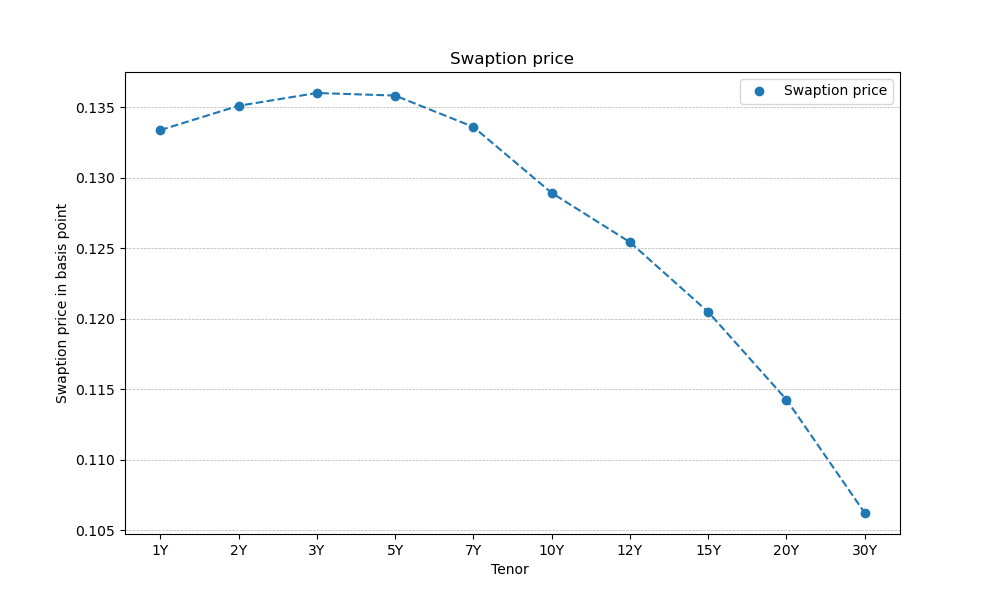 Swaption price
Swaption price
0.135
0.130
0.125
0.120
0.115
0.110
0.105
Swaption price in basis point
1Y 2Y 3Y 5Y 7Y 10Y 12Y 15Y 20Y 30Y
Tenor